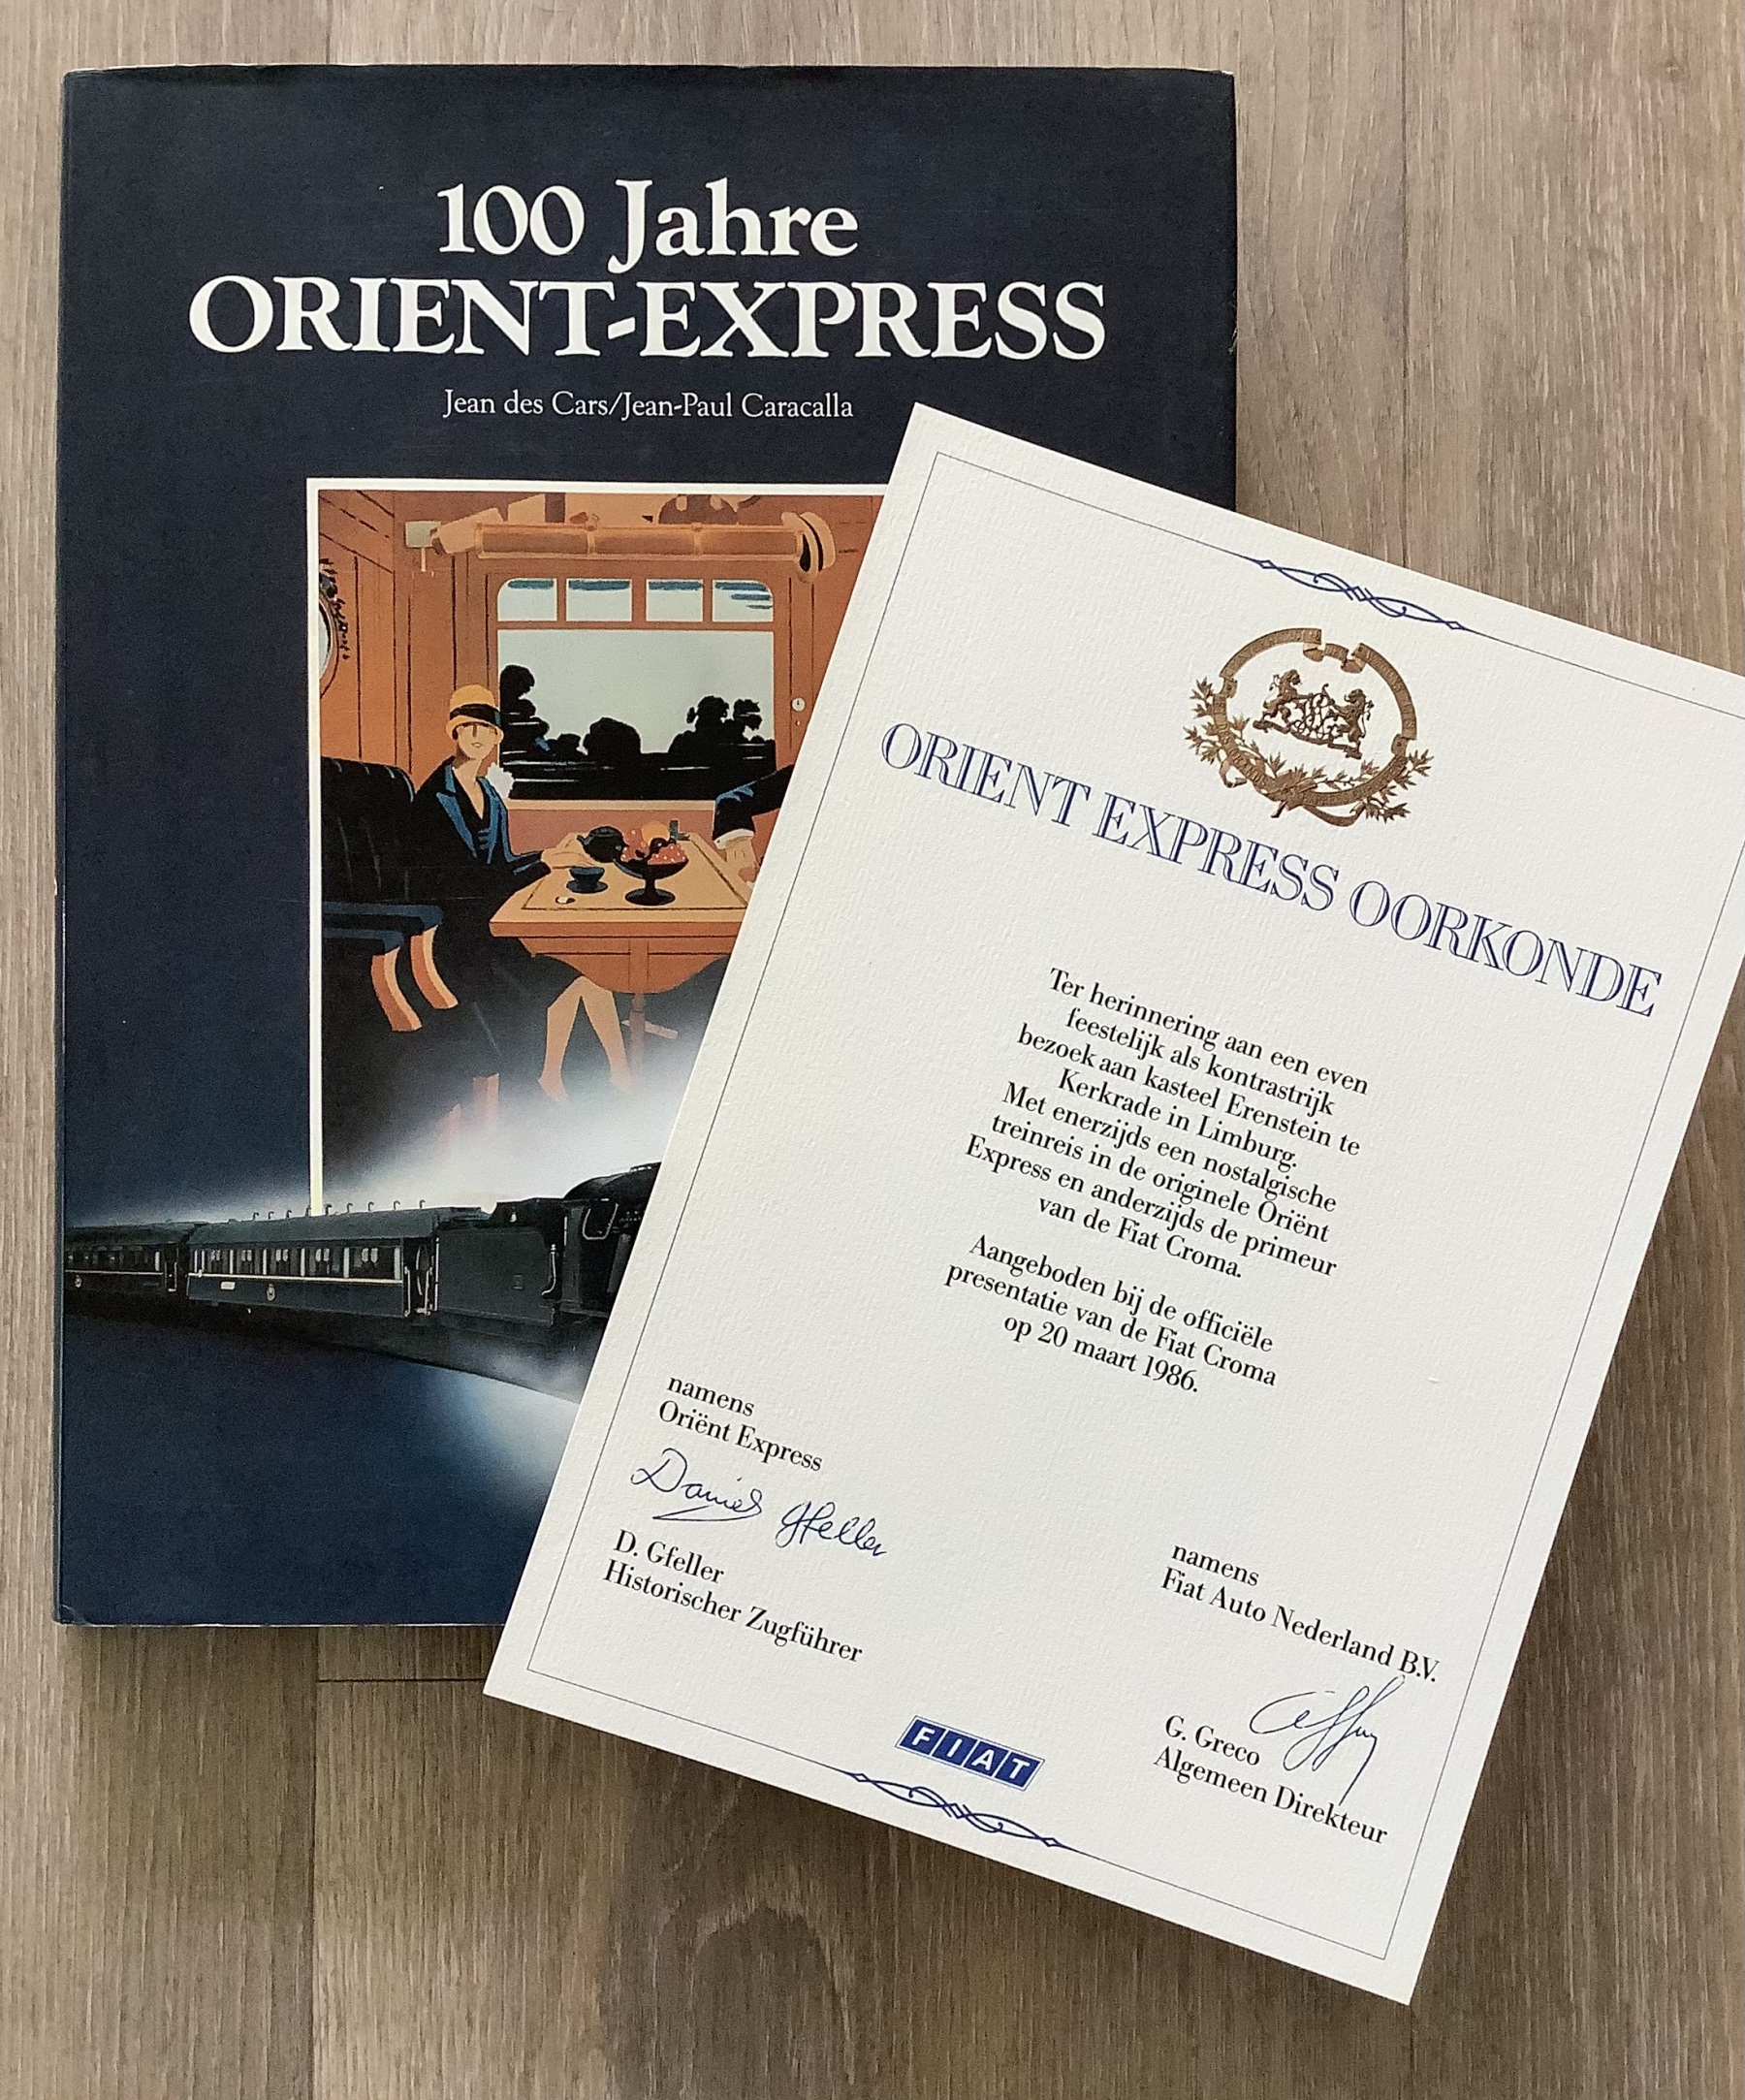 100 Jahre
ORIENT-EXPRESS
Jean des Cars/Jean-Paul Caracalla
ORIENT EXPRESS OORKONDE
Ter herinnering aan een even
feestelijk als kontrastrijk
bezoek aan kasteel Erenstein te
Kerkrade in Limburg.
Met enerzijds een nostalgische
treinreis in de originele Oriënt
Express en anderzijds de primeur
van de Fiat Croma.
Aangeboden bij de officiële
presentatie van de Fiat Croma
op 20 maart 1986.
namens
Oriënt Express
Daniel Gfeller
D. Gfeller
Historischer Zugführer
namens
Fiat Auto Nederland B.V.
G. Greco
Algemeen Direkteur
FIAT